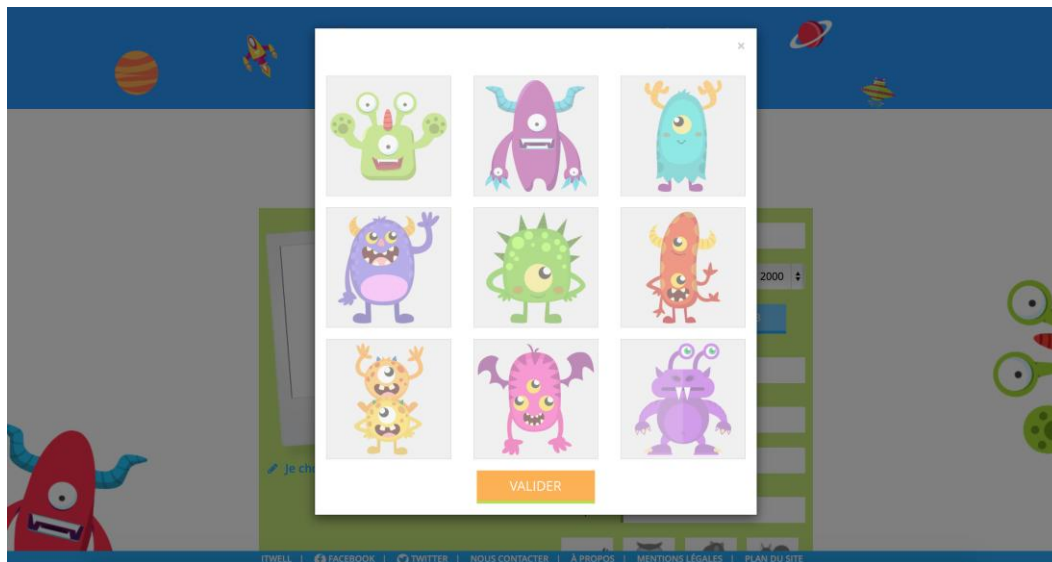 ×
2000
Je ch
VALIDER
ITWELL | FACEBOOK | TWITTER | NOUS CONTACTER | À PROPOS | MENTIONS LÉGALES | PLAN DU SITE